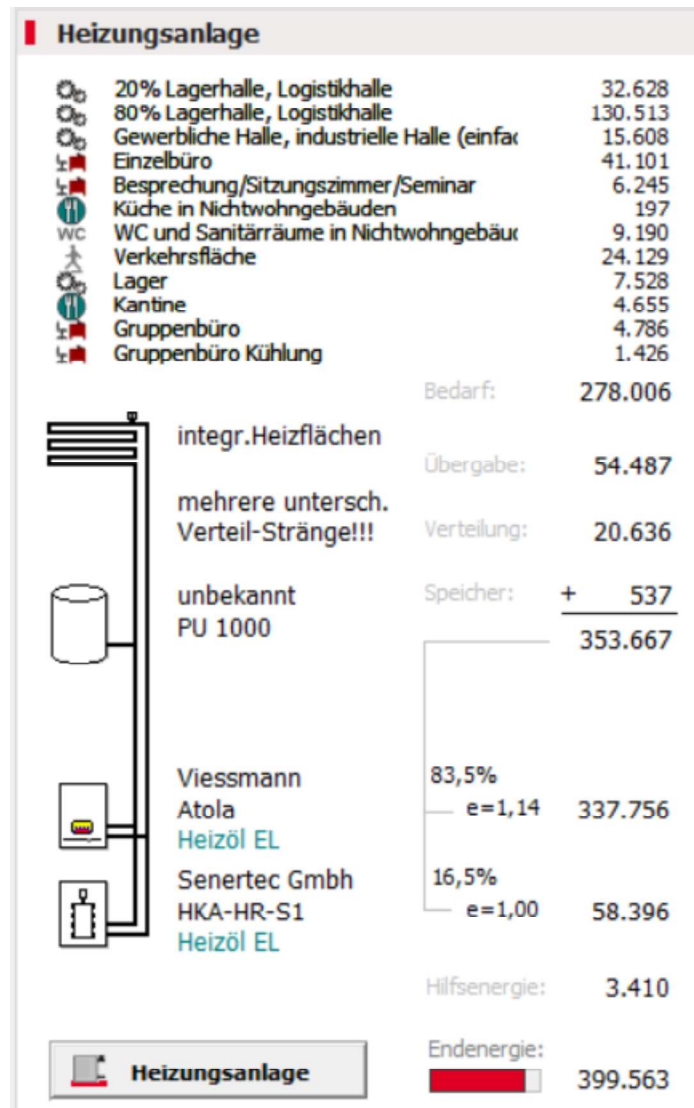 Heizungsanlage
20% Lagerhalle, Logistikhalle 32.628
80% Lagerhalle, Logistikhalle 130.513
Gewerbliche Halle, industrielle Halle (einfac 15.608
Einzelbüro 41.101
Besprechung/Sitzungszimmer/Seminar 6.245
Küche in Nichtwohngebäuden 197
WC WC und Sanitärräume in Nichtwohngebäuc 9.190
Verkehrsfläche 24.129
Lager 7.528
Kantine 4.655
Gruppenbüro 4.786
Gruppenbüro Kühlung 1.426
Bedarf: 278.006
integr.Heizflächen
Übergabe: 54.487
mehrere untersch.
Verteil-Stränge!!! Verteilung: 20.636
unbekannt Speicher: + 537
PU 1000 353.667
Viessmann 83,5%
Atola e=1,14 337.756
Heizöl EL
Senertec Gmbh 16,5%
HKA-HR-S1 e=1,00 58.396
Heizöl EL
Hilfsenergie: 3.410
Endenergie:
Heizungsanlage 399.563